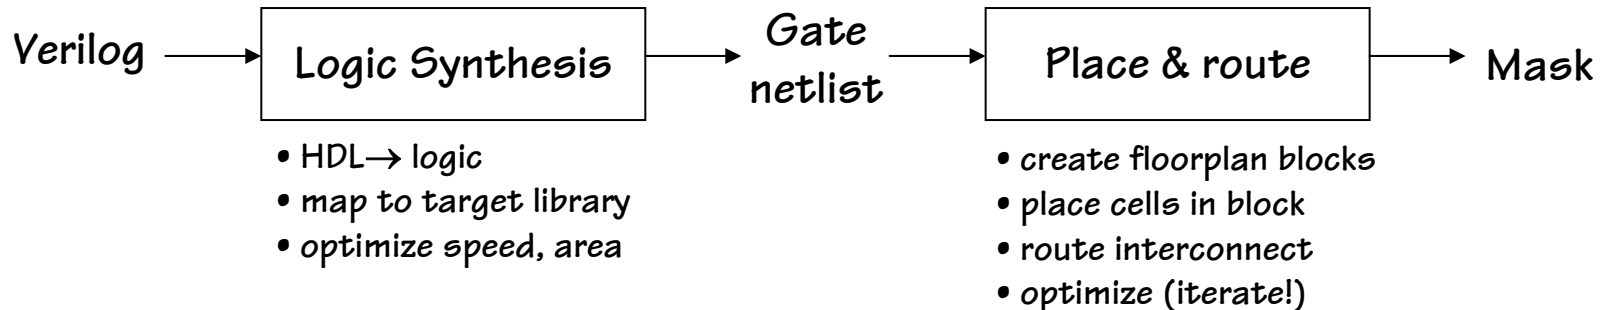 Verilog
Logic Synthesis
Gate
netlist
Place & route
Mask
• HDL→ logic
• map to target library
• optimize speed, area
• create floorplan blocks
• place cells in block
• route interconnect
• optimize (iterate!)